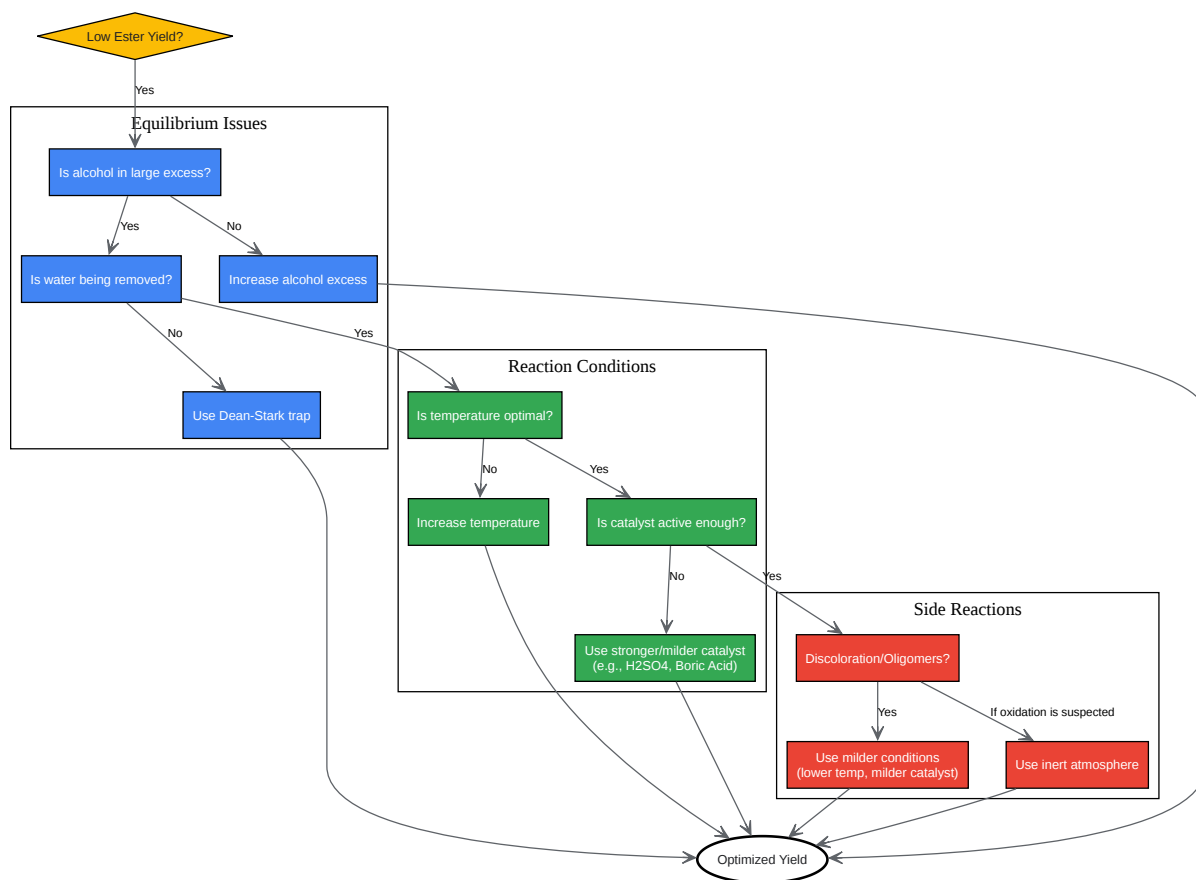 Low Ester Yield?
Yes
Equilibrium Issues
Is alcohol in large excess?
Yes
No
Is water being removed?
Increase alcohol excess
No
Yes
Use Dean-Stark trap
Reaction Conditions
Is temperature optimal?
No
Yes
Increase temperature
Is catalyst active enough?
No
Yes
Use stronger/milder catalyst
(e.g., H2SO4, Boric Acid)
Side Reactions
Discoloration/Oligomers?
Yes
If oxidation is suspected
Use milder conditions
(lower temp, milder catalyst)
Use inert atmosphere
Optimized Yield